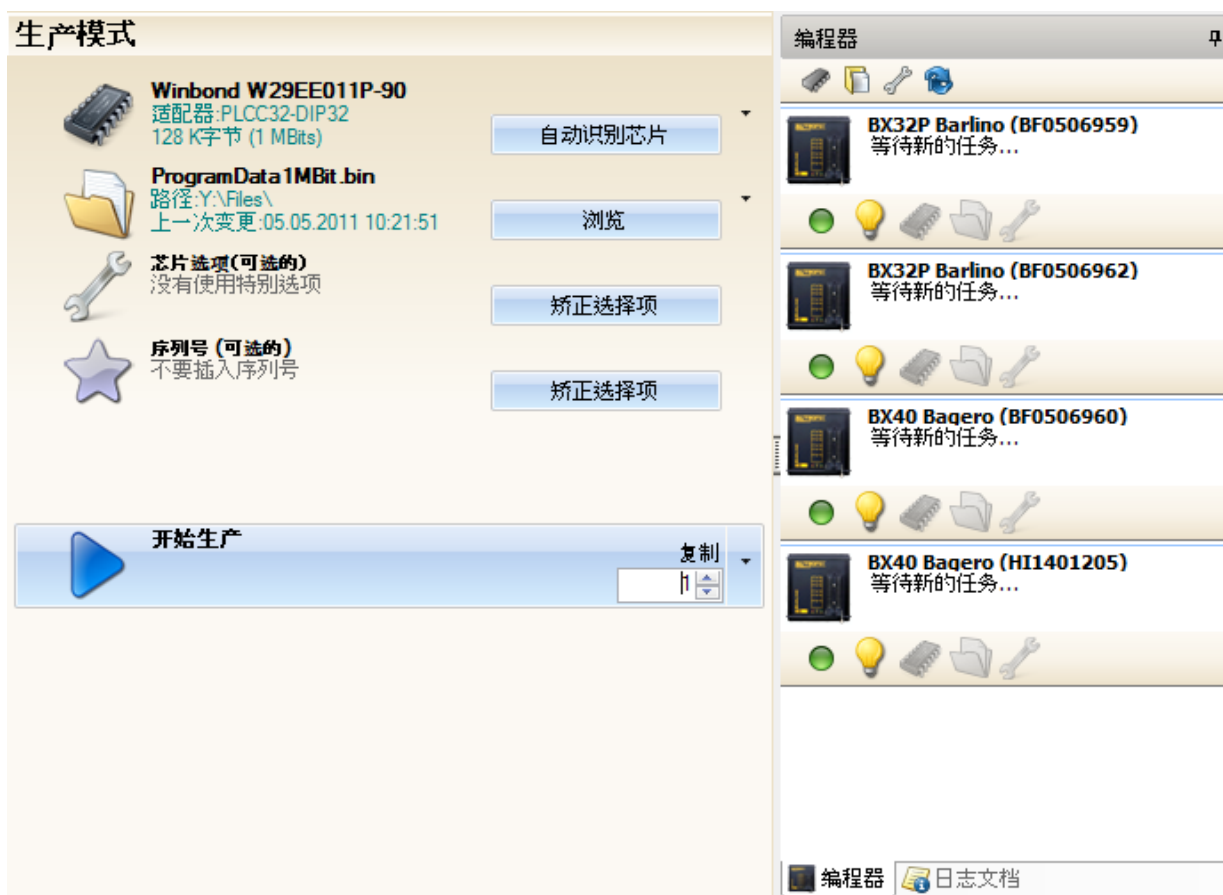 生产模式
Winbond W29EE011P-90
适配器:PLCC32-DIP32
128 K字节 (1 MBits)
自动识别芯片
ProgramData1MBit.bin
路径:Y:\Files\
上一次变更:05.05.2011 10:21:51
浏览
芯片选项(可选的)
没有使用特别选项
矫正选择项
序列号 (可选的)
不要插入序列号
矫正选择项
开始生产
复制
1
编程器
BX32P Barlino (BF0506959)
等待新的任务...
BX32P Barlino (BF0506962)
等待新的任务...
BX40 Bagero (BF0506960)
等待新的任务...
BX40 Bagero (HI1401205)
等待新的任务...
编程器
日志文档